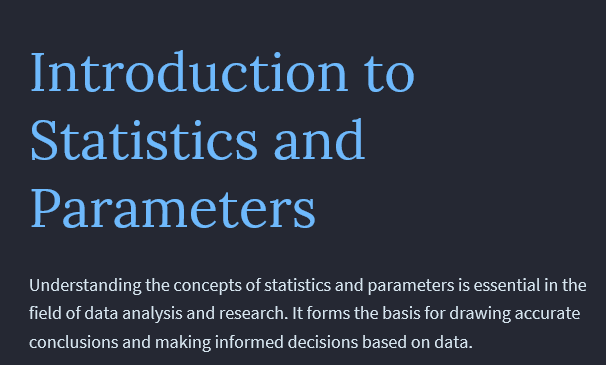 Introduction to
Statistics and
Parameters
Understanding the concepts of statistics and parameters is essential in the
field of data analysis and research. It forms the basis for drawing accurate
conclusions and making informed decisions based on data.